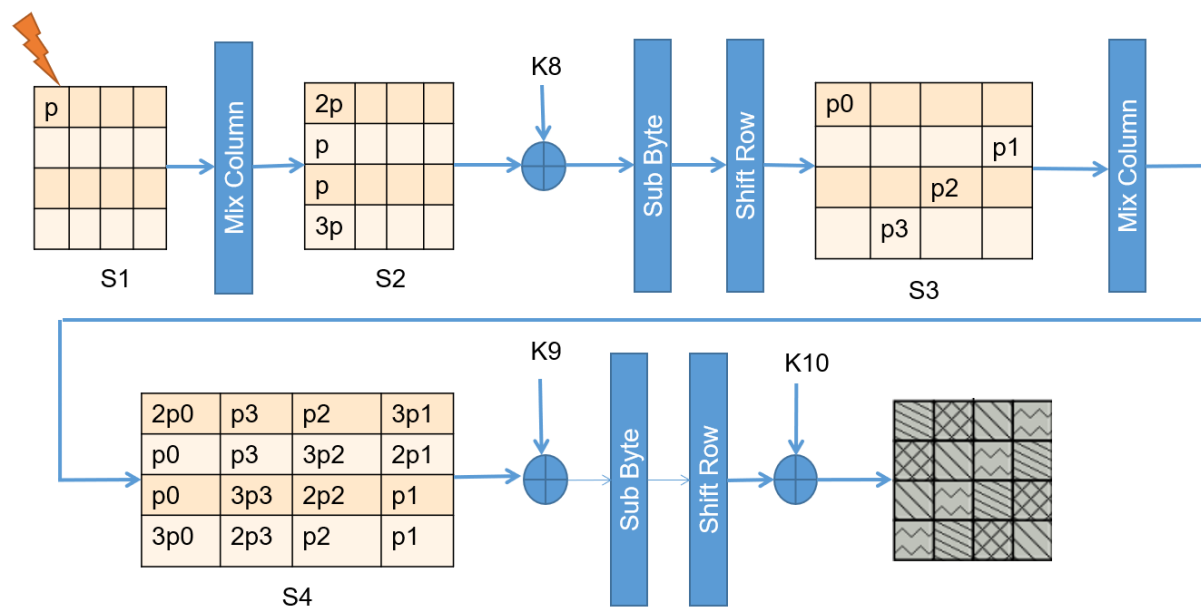 K8
p
2p
p
p
3p
p0
p1
p2
p3
Mix Column
Sub Byte
Shift Row
Mix Column
S1
S2
S3
K9
K10
2p0 p3 p2 3p1
p0 p3 3p2 2p1
p0 3p3 2p2 p1
3p0 2p3 p2 p1
Sub Byte
Shift Row
S4